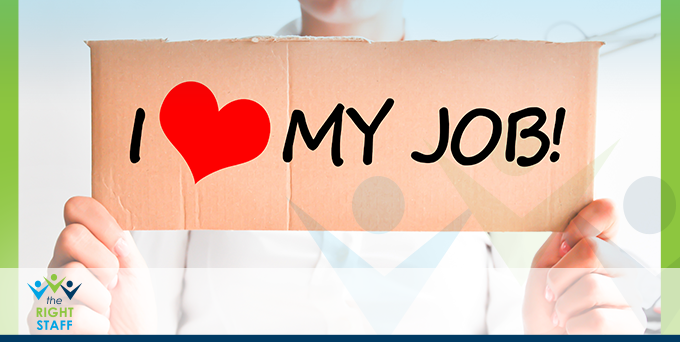 I ❤ MY JOB!
the
RIGHT
STAFF